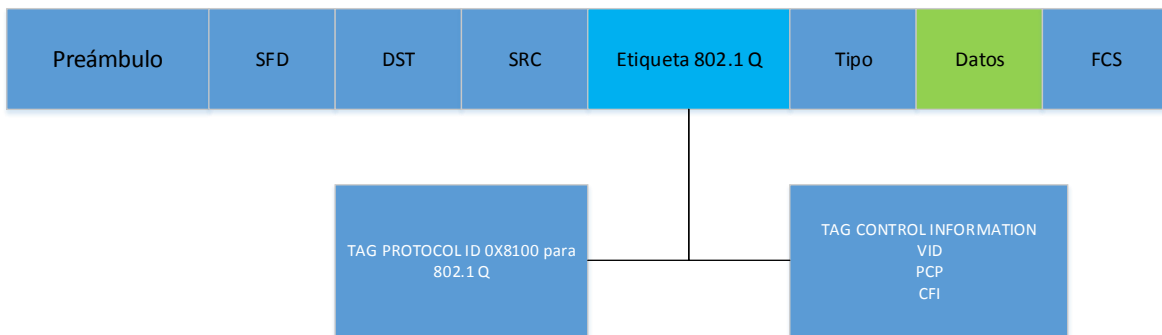 Preámbulo SFD DST SRC Etiqueta 802.1 Q Tipo Datos FCS
TAG PROTOCOL ID 0X8100 para
802.1 Q
TAG CONTROL INFORMATION
VID
PCP
CFI